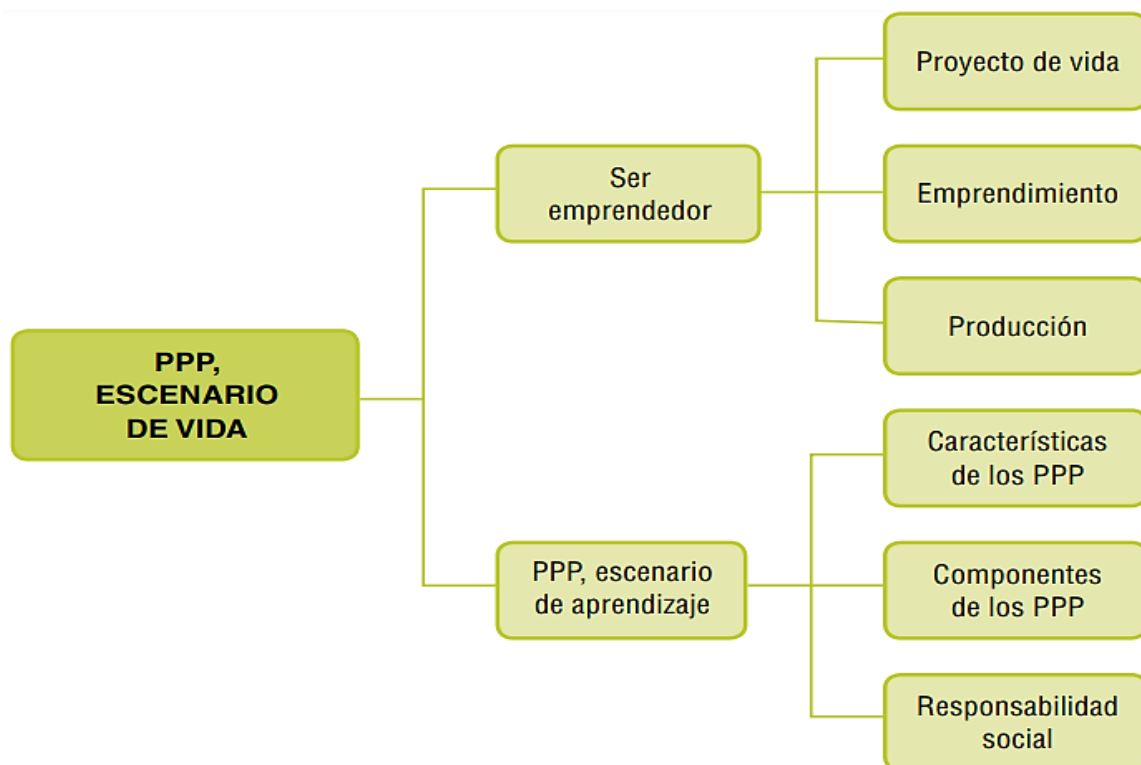 PPP,
ESCENARIO
DE VIDA
Ser
emprendedor
Proyecto de vida
Emprendimiento
Producción
PPP, escenario
de aprendizaje
Característísticas
de los PPP
Componentes
de los PPP
Responsabilidad
social